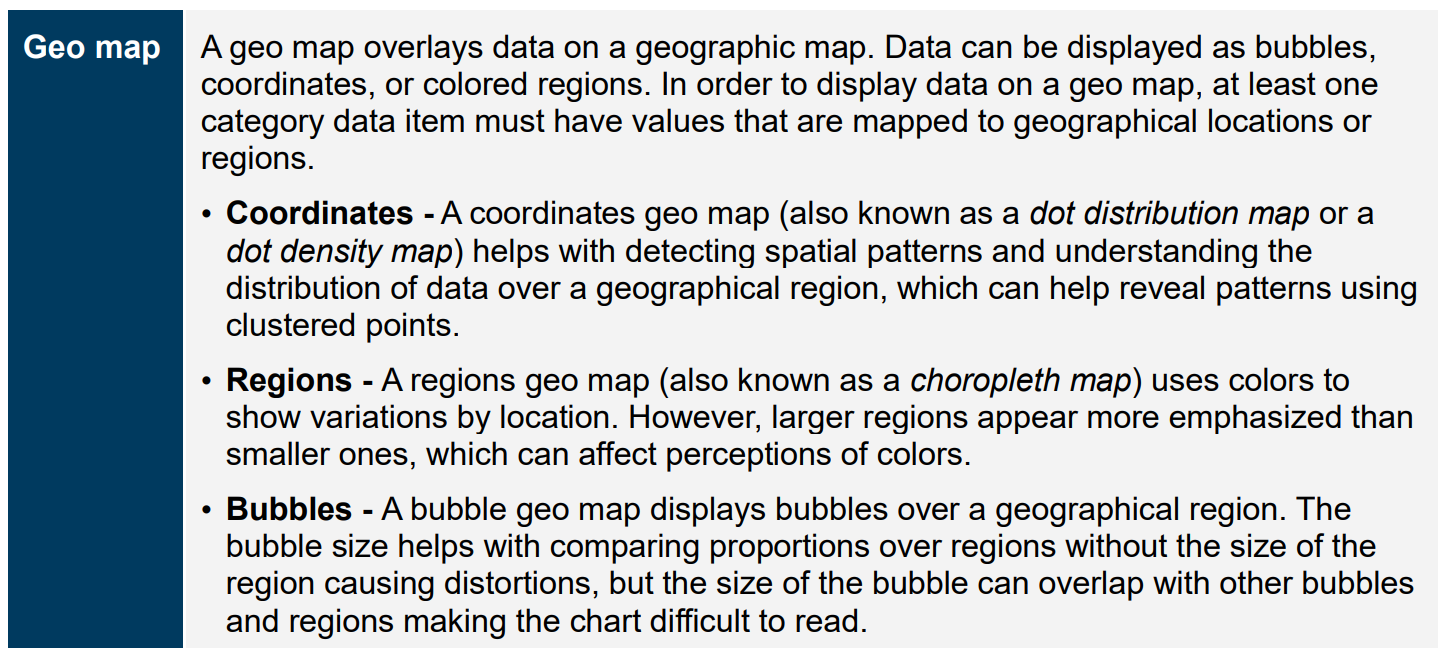 Geo map
A geo map overlays data on a geographic map. Data can be displayed as bubbles,
coordinates, or colored regions. In order to display data on a geo map, at least one
category data item must have values that are mapped to geographical locations or
regions.
• Coordinates - A coordinates geo map (also known as a dot distribution map or a
dot density map) helps with detecting spatial patterns and understanding the
distribution of data over a geographical region, which can help reveal patterns using
clustered points.
• Regions - A regions geo map (also known as a choropleth map) uses colors to
show variations by location. However, larger regions appear more emphasized than
smaller ones, which can affect perceptions of colors.
• Bubbles - A bubble geo map displays bubbles over a geographical region. The
bubble size helps with comparing proportions over regions without the size of the
region causing distortions, but the size of the bubble can overlap with other bubbles
and regions making the chart difficult to read.